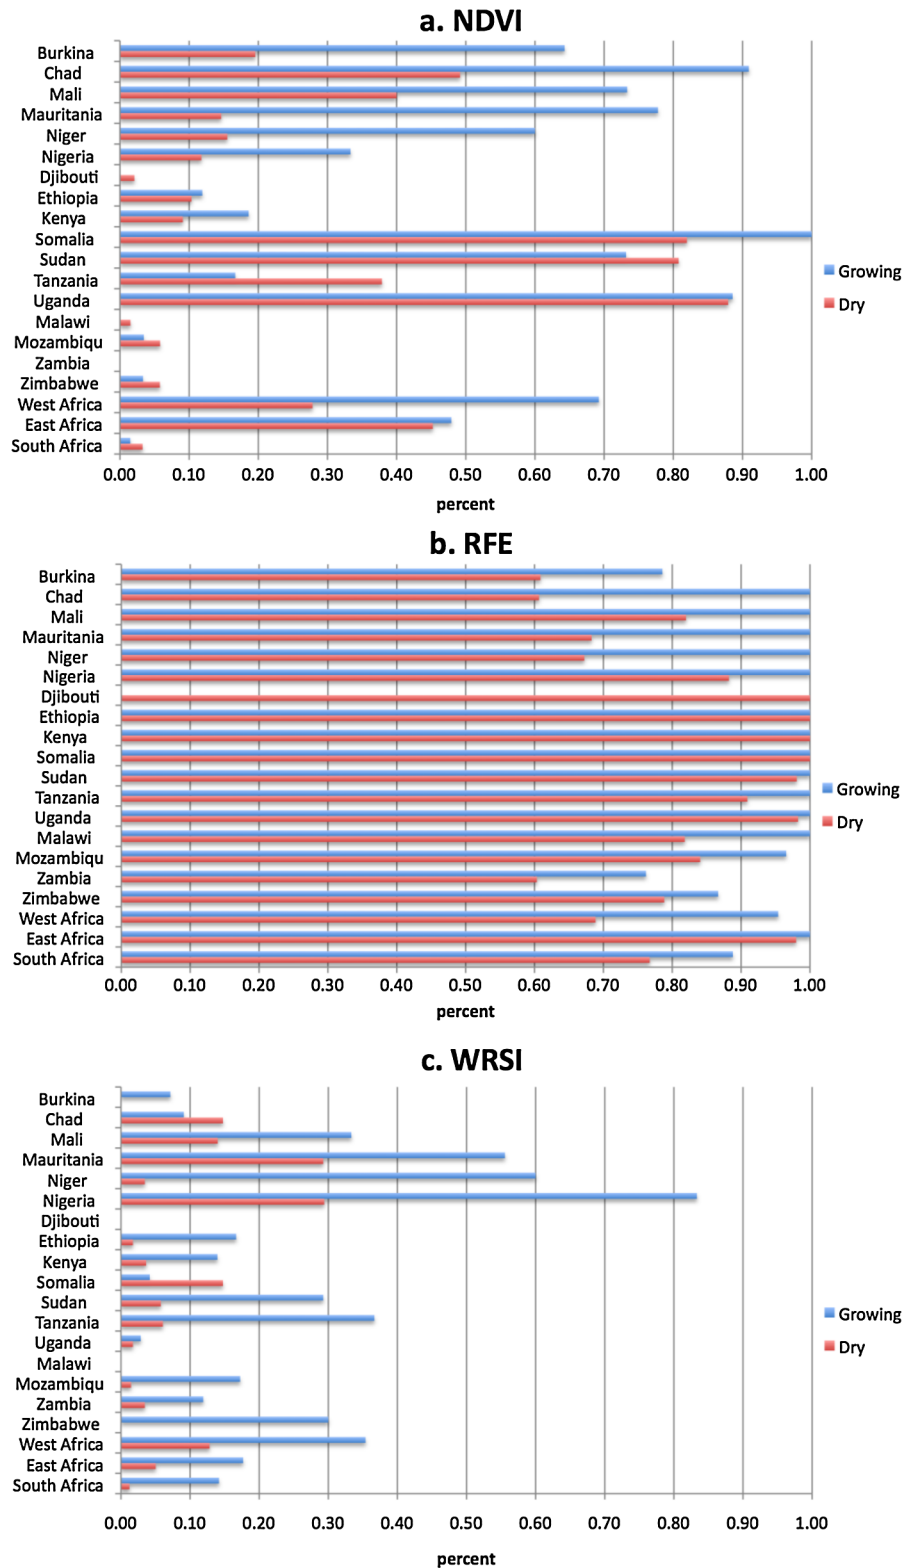 a. NDVI
Burkina
Chad
Mali
Mauritania
Niger
Nigeria
Djibouti
Ethiopia
Kenya
Somalia
Sudan
Tanzania
Uganda
Malawi
Mozambiqu
Zambia
Zimbabwe
West Africa
East Africa
South Africa
Growing
Dry
0.00 0.10 0.20 0.30 0.40 0.50 0.60 0.70 0.80 0.90 1.00
percent
b. RFE
Burkina
Chad
Mali
Mauritania
Niger
Nigeria
Djibouti
Ethiopia
Kenya
Somalia
Sudan
Tanzania
Uganda
Malawi
Mozambiqu
Zambia
Zimbabwe
West Africa
East Africa
South Africa
Growing
Dry
0.00 0.10 0.20 0.30 0.40 0.50 0.60 0.70 0.80 0.90 1.00
percent
c. WRSI
Burkina
Chad
Mali
Mauritania
Niger
Nigeria
Djibouti
Ethiopia
Kenya
Somalia
Sudan
Tanzania
Uganda
Malawi
Mozambiqu
Zambia
Zimbabwe
West Africa
East Africa
South Africa
Growing
Dry
0.00 0.10 0.20 0.30 0.40 0.50 0.60 0.70 0.80 0.90 1.00
percent